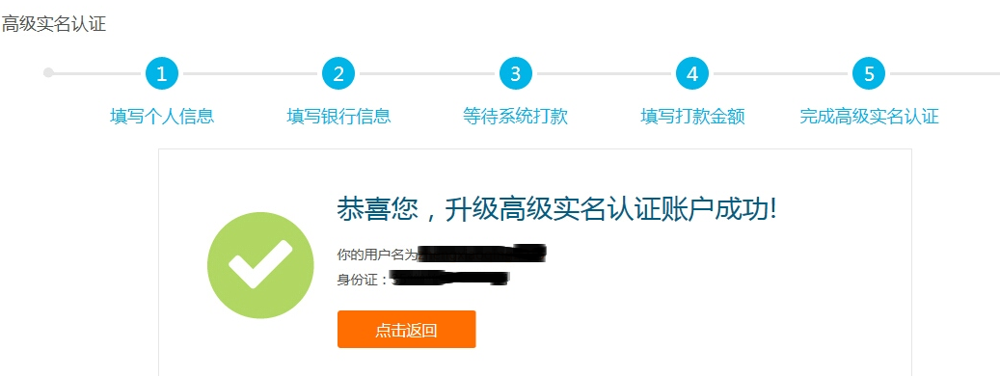 高级实名认证
1 2 3 4 5
填写个人信息 填写银行信息 等待系统打款 填写打款金额 完成高级实名认证
恭喜您，升级高级实名认证账户成功!
你的用户名为
身份证：
点击返回